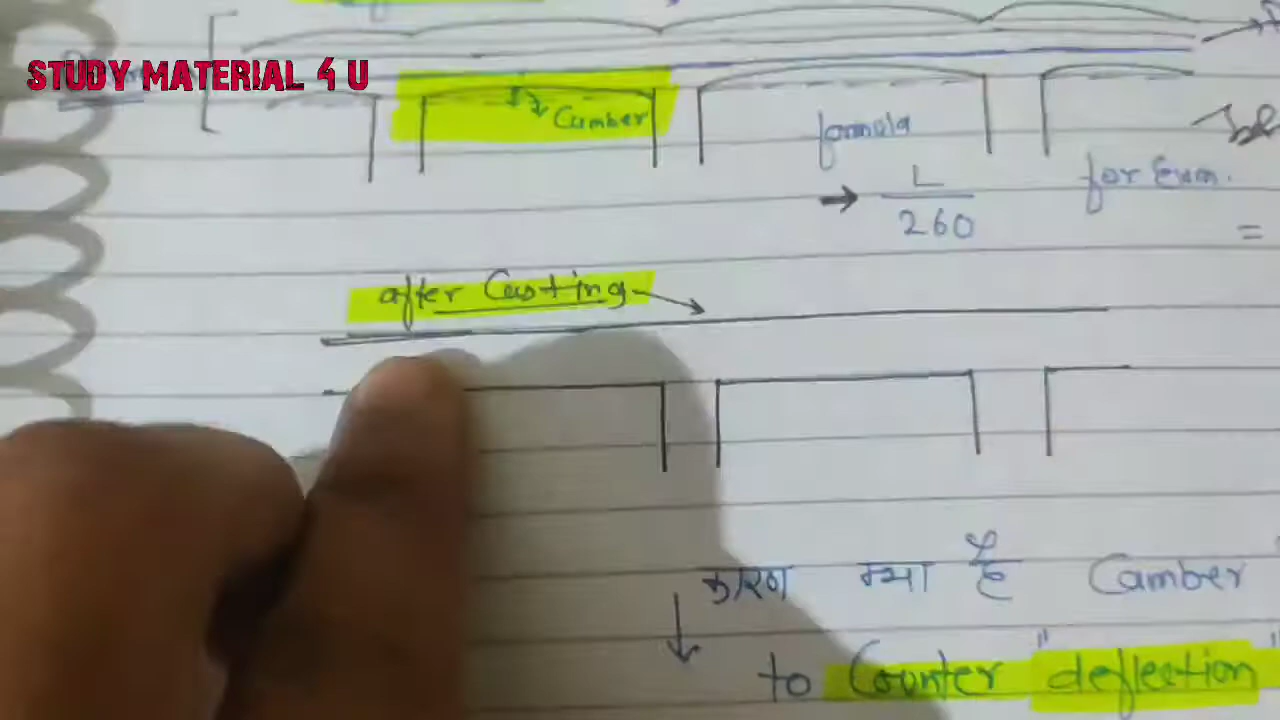 STUDY MATERIAL 4 U
Camber
formula
→ L
260
for Exm.
=
after Casting
कारण क्या है Camber
to Counter "deflection"